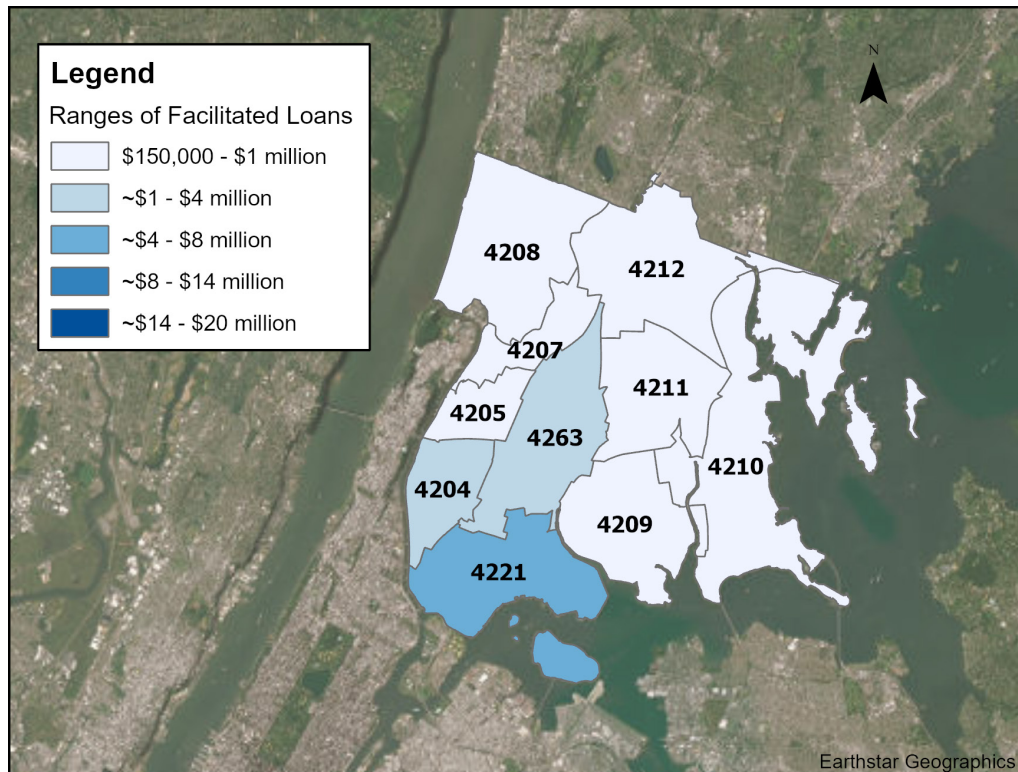 Legend
Ranges of Facilitated Loans
$150,000 - $1 million
~$1 - $4 million
~$4 - $8 million
~$8 - $14 million
~$14 - $20 million
N
4208
4212
4207
4211
4205
4263
4210
4204
4209
4221
Earthstar Geographics